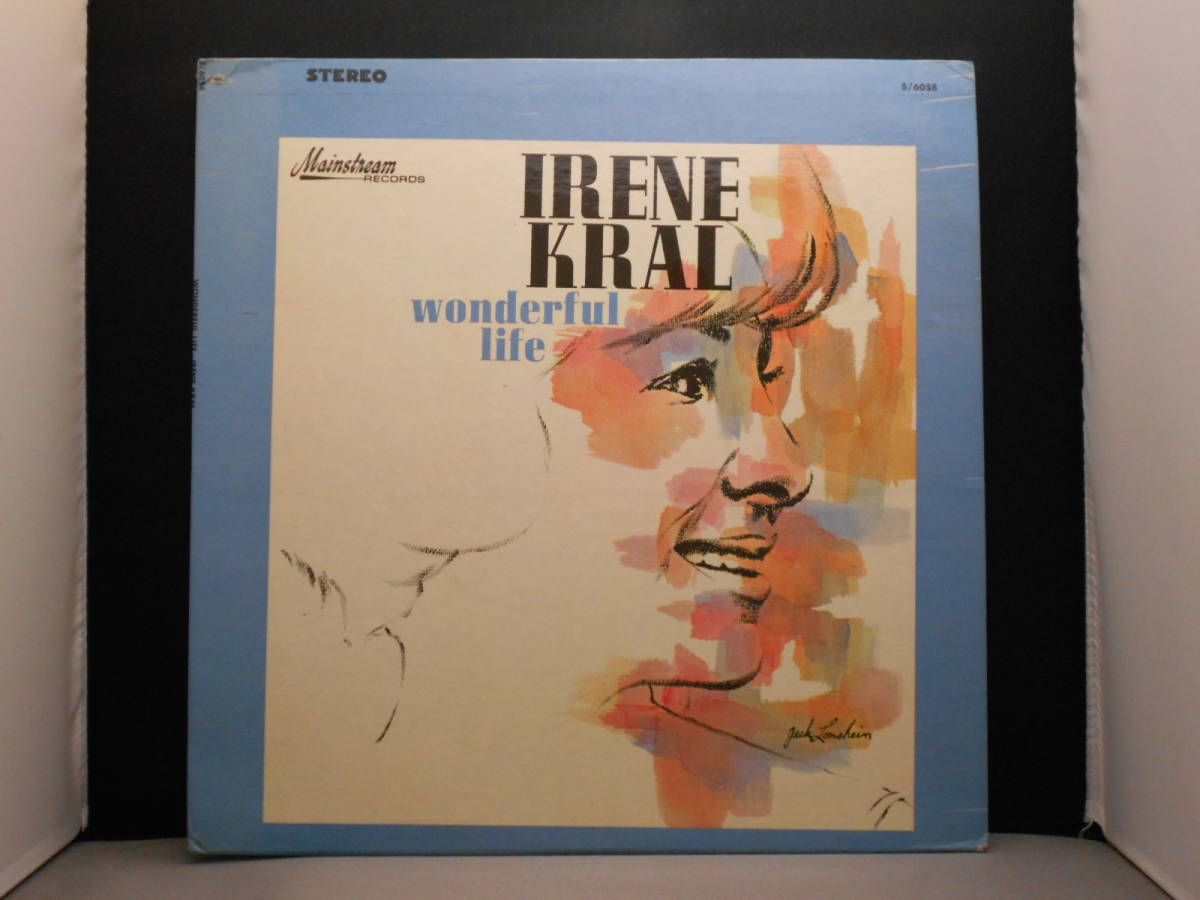 STEREO
S/6058
Mainstream
RECORDS
IRENE
KRAL
wonderful
life
Jack Lonshein